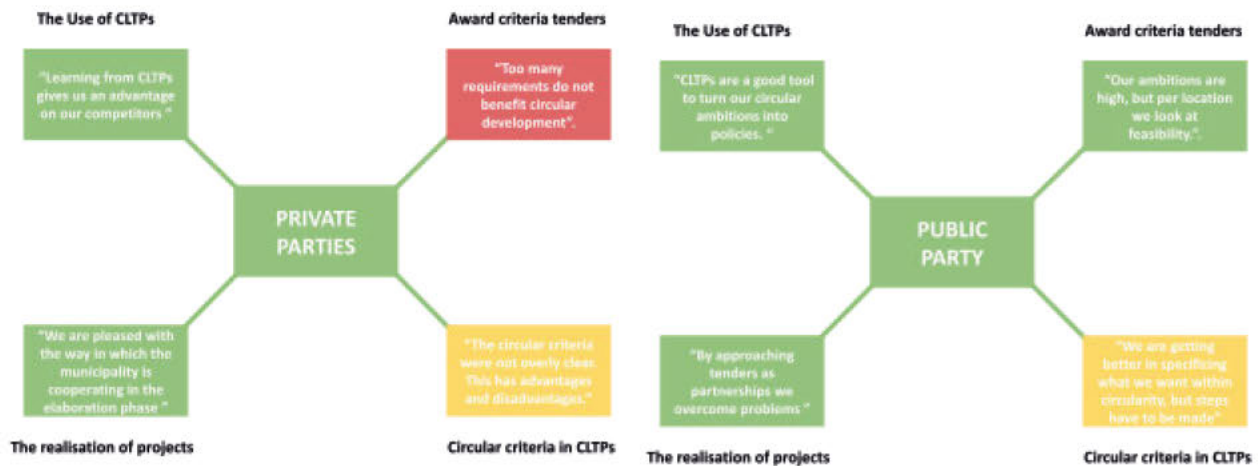 The Use of CLTPs
Award criteria tenders
"Learning from CLTPs
gives us an advantage
on our competitors "
"Too many
requirements do not
benefit circular
development".
PRIVATE
PARTIES
"We are pleased with
the way in which the
municipality is
cooperating in the
elaboration phase "
"The circular criteria
were not overly clear.
This has advantages
and disadvantages."
The realisation of projects
Circular criteria in CLTPs
The Use of CLTPs
Award criteria tenders
"CLTPs are a good tool
to turn our circular
ambitions into
policies. "
"Our ambitions are
high, but per location
we look at
feasibility.".
PUBLIC
PARTY
"By approaching
tenders as
partnerships we
overcome problems "
"We are getting
better in specifising
what we want within
circularity, but steps
have to be made"
The realisation of projects
Circular criteria in CLTPs